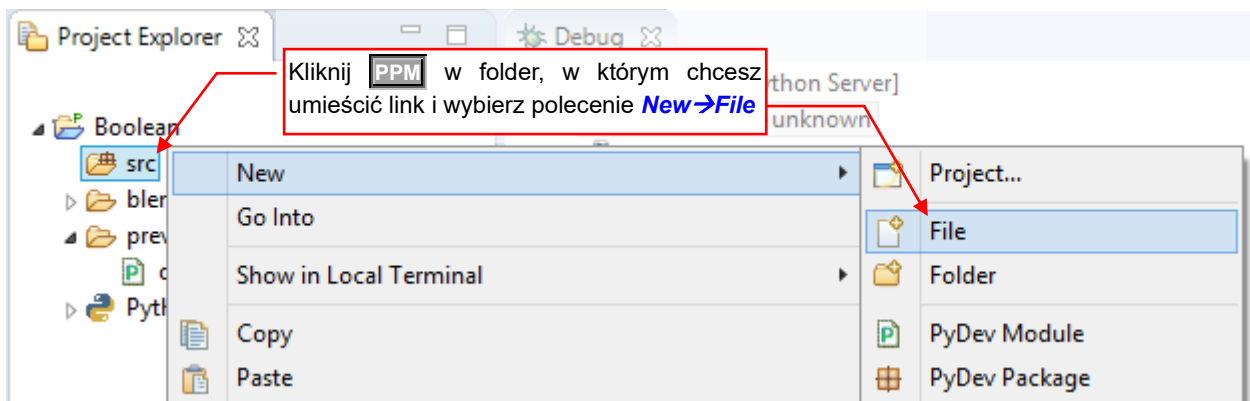 Project Explorer
Debug
Kliknij PPM w folder, w którym chcesz
umieścić link i wybierz polecenie New→File
Server]
unknown
Boolean
src
New
Project...
Go Into
File
Show in Local Terminal
Folder
Copy
PyDev Module
Paste
PyDev Package